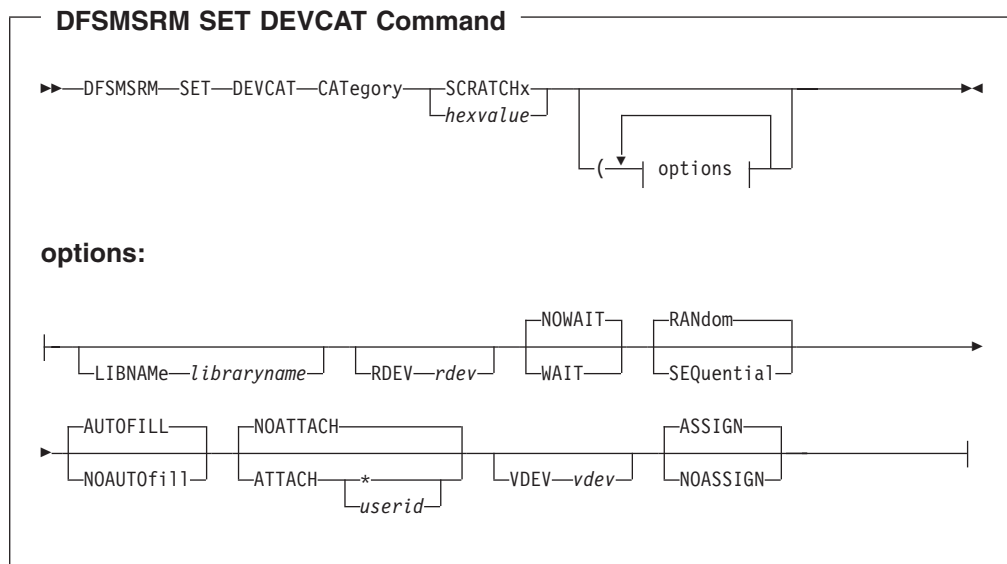 DFSMSRM SET DEVCAT Command
DFSMSRM SET DEVCAT CATegory SCRATCHx
hexvalue
( options
options:
NOWAIT RANdom
LIBNAMe libraryname RDEV rdev WAIT SEQuential
AUTOFILL NOATTACH ASSIGN
NOAUTOfill ATTACH * VDEV vdev NOASSIGN
userid